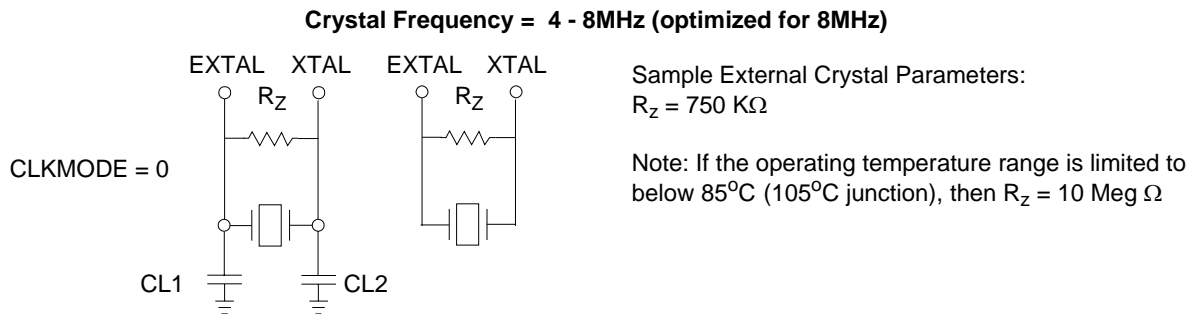 Crystal Frequency = 4 - 8MHz (optimized for 8MHz)
EXTAL XTAL EXTAL XTAL
RZ RZ
Sample External Crystal Parameters:
RZ = 750 KΩ
CLKMODE = 0
Note: If the operating temperature range is limited to
below 85oC (105oC junction), then RZ = 10 Meg Ω
CL1 CL2